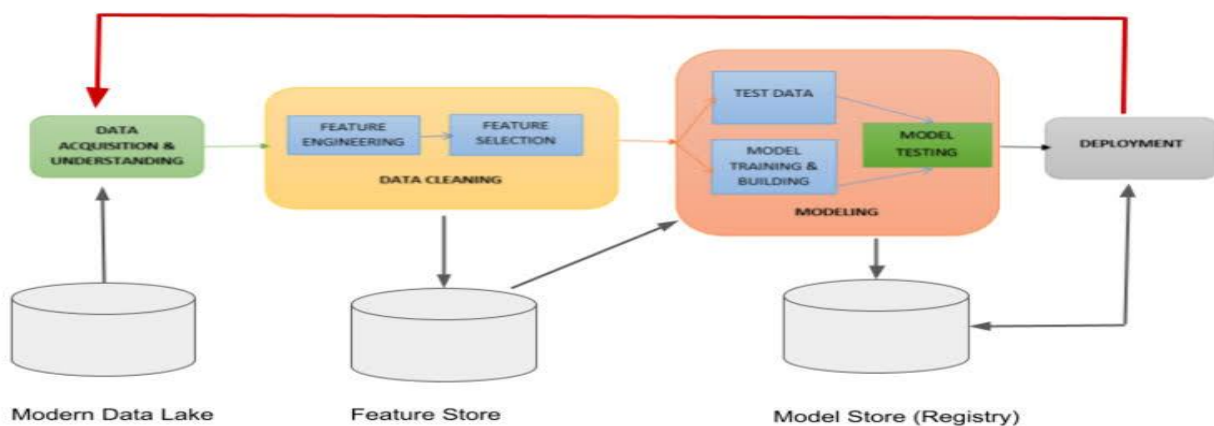 DATA
ACQUISITION &
UNDERSTANDING
FEATURE
ENGINEERING
FEATURE
SELECTION
DATA CLEANING
TEST DATA
MODEL
TRAINING &
BUILDING
MODEL
TESTING
MODELING
DEPLOYMENT
Modern Data Lake
Feature Store
Model Store (Registry)